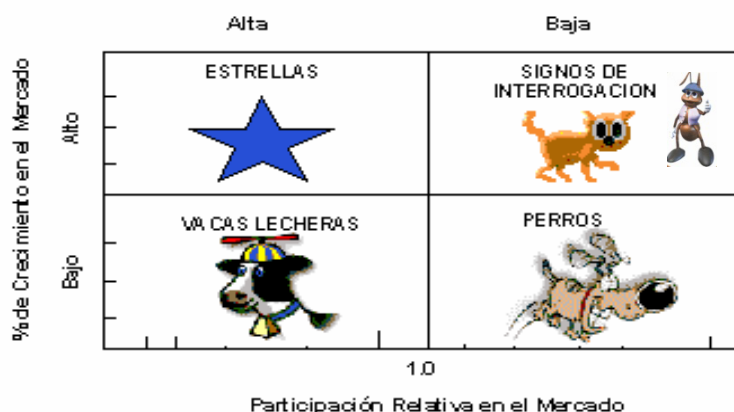 Alta
Baja
ESTRELLAS
SIGNOS DE
INTERROGACION
Alto
% de Crecimiento en el Mercado
VACAS LECHERAS
PERROS
Bajo
1.0
Participación Relativa en el Mercado